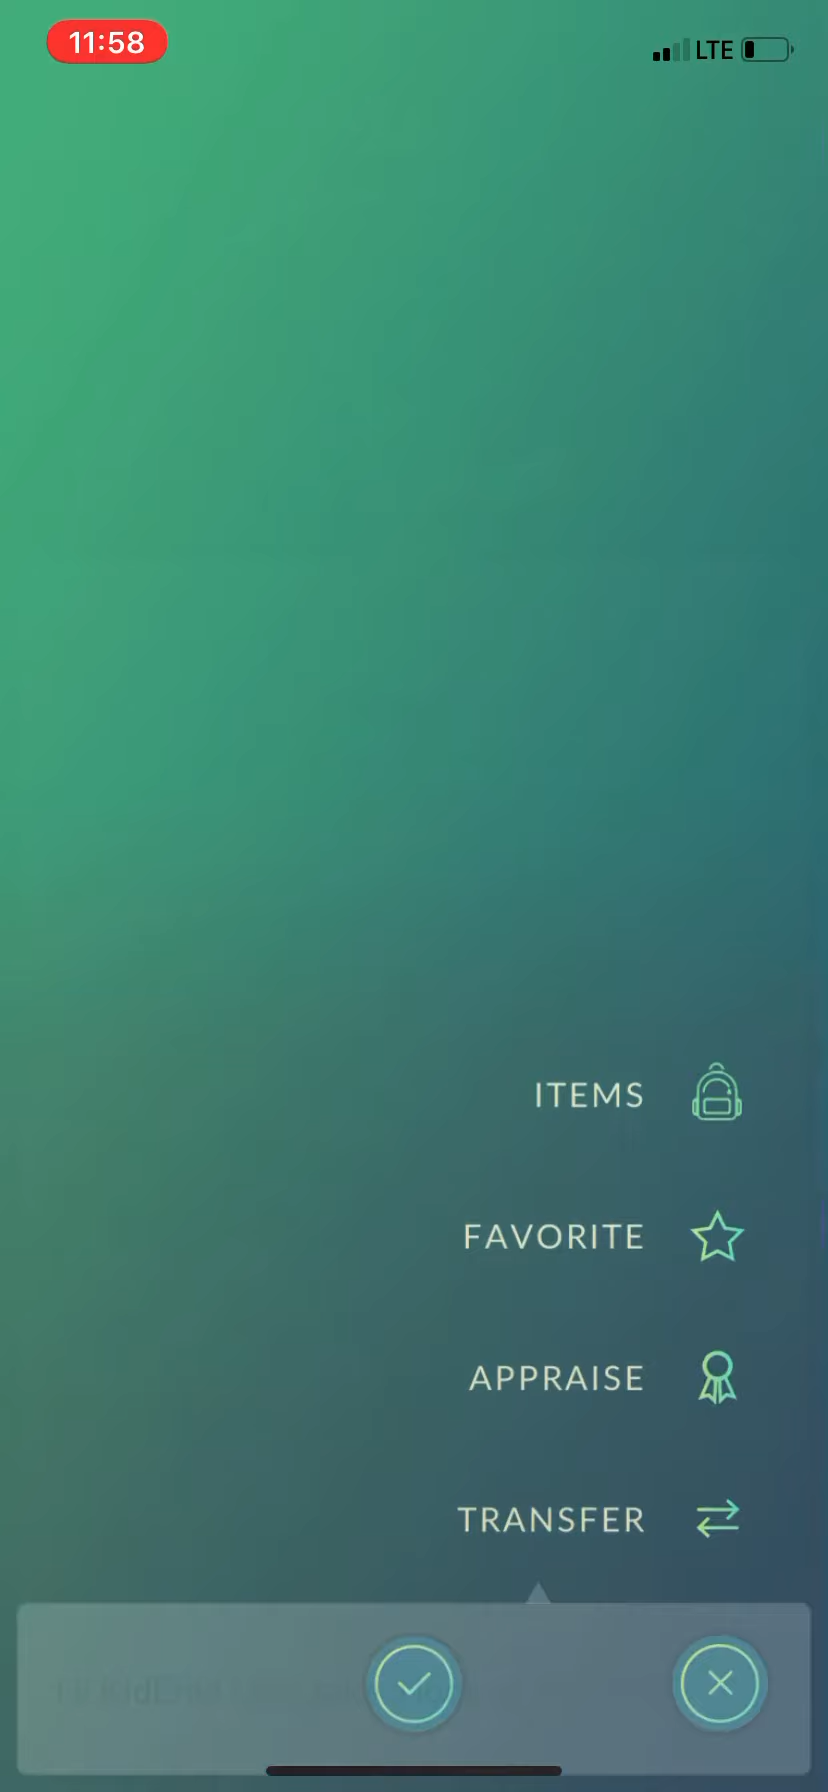 11:58
LTE
ITEMS
FAVORITE
APPRAISE
TRANSFER